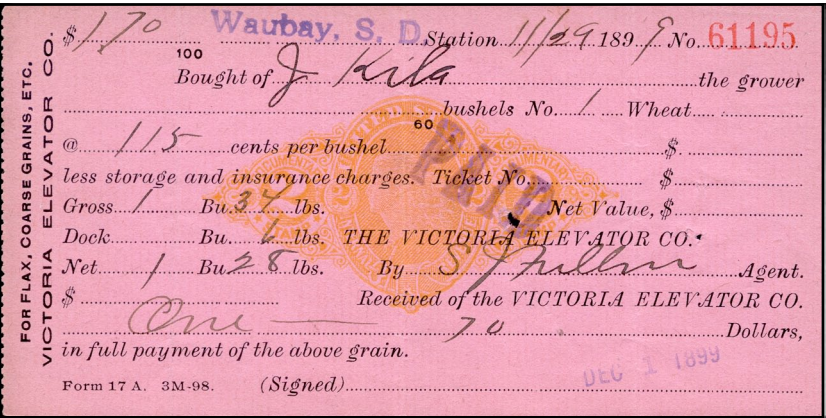 FOR FLAX, COARSE GRAINS, ETC.
VICTORIA ELEVATOR CO.
$ 1 70 Waubay, S. D. Station 11/29 1899 No. 61195
100
Bought of J Kila the grower
bushels No. 1 Wheat
60
@ 115 cents per bushel $
less storage and insurance charges. Ticket No. $
PAID
Gross 1 Bu. 34 lbs. Net Value, $
Dock Bu. 6 lbs. THE VICTORIA ELEVATOR CO.
Net 1 Bu. 28 lbs. By S Agent.
$ Received of the VICTORIA ELEVATOR CO.
One 70 Dollars,
in full payment of the above grain.
DEC 1 1899
Form 17 A. 3M-98. (Signed)